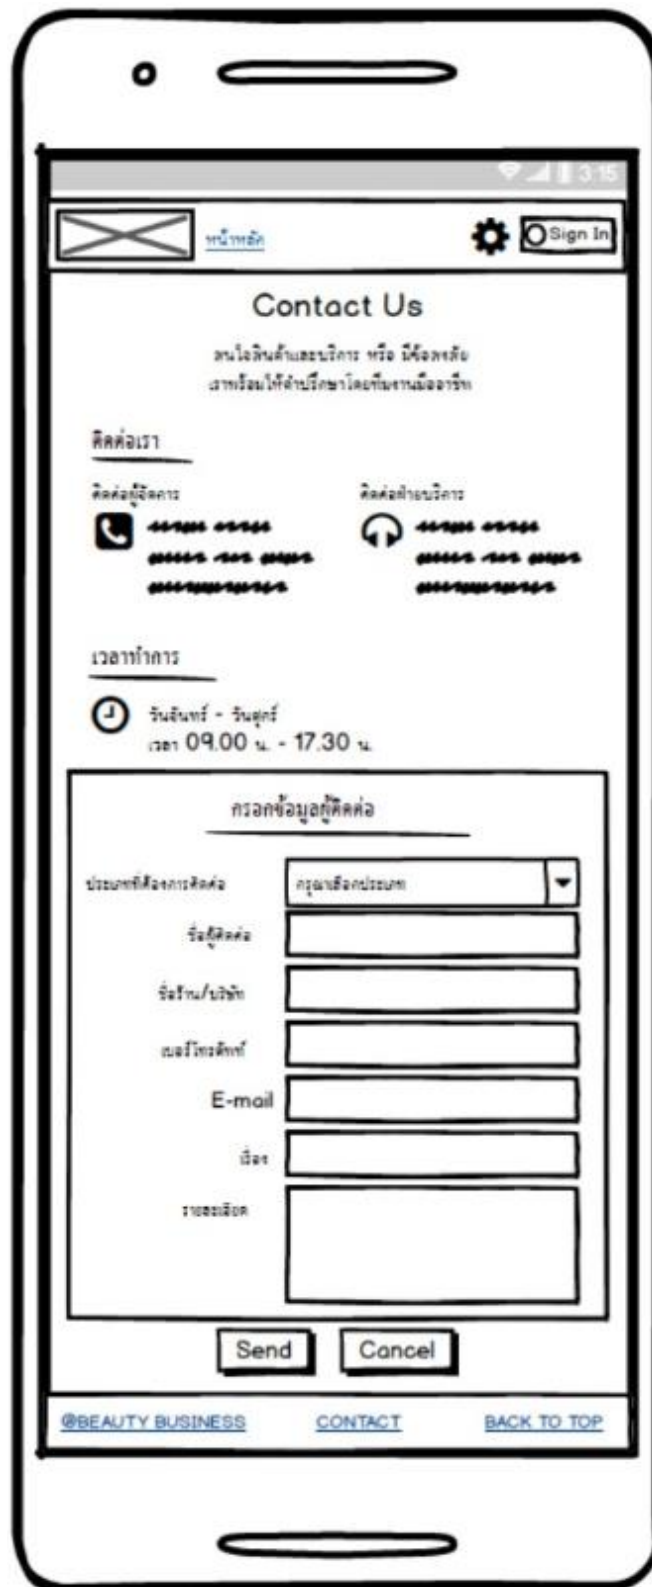 3:15
หน้าหลัก
Sign In
Contact Us
สนใจสินค้าและบริการ หรือ มีข้อสงสัย
เราพร้อมให้คำปรึกษาโดยทีมงานมืออาชีพ
ติดต่อเรา
ติดต่อผู้จัดการ
ติดต่อฝ่ายบริการ
เวลาทำการ
วันจันทร์ - วันศุกร์
เวลา 09.00 น. - 17.30 น.
กรอกข้อมูลผู้ติดต่อ
ประเภทที่ต้องการติดต่อ
กรุณาเลือกประเภท
ชื่อผู้ติดต่อ
ชื่อร้าน/บริษัท
เบอร์โทรศัพท์
E-mail
เรื่อง
รายละเอียด
Send
Cancel
@BEAUTY BUSINESS
CONTACT
BACK TO TOP